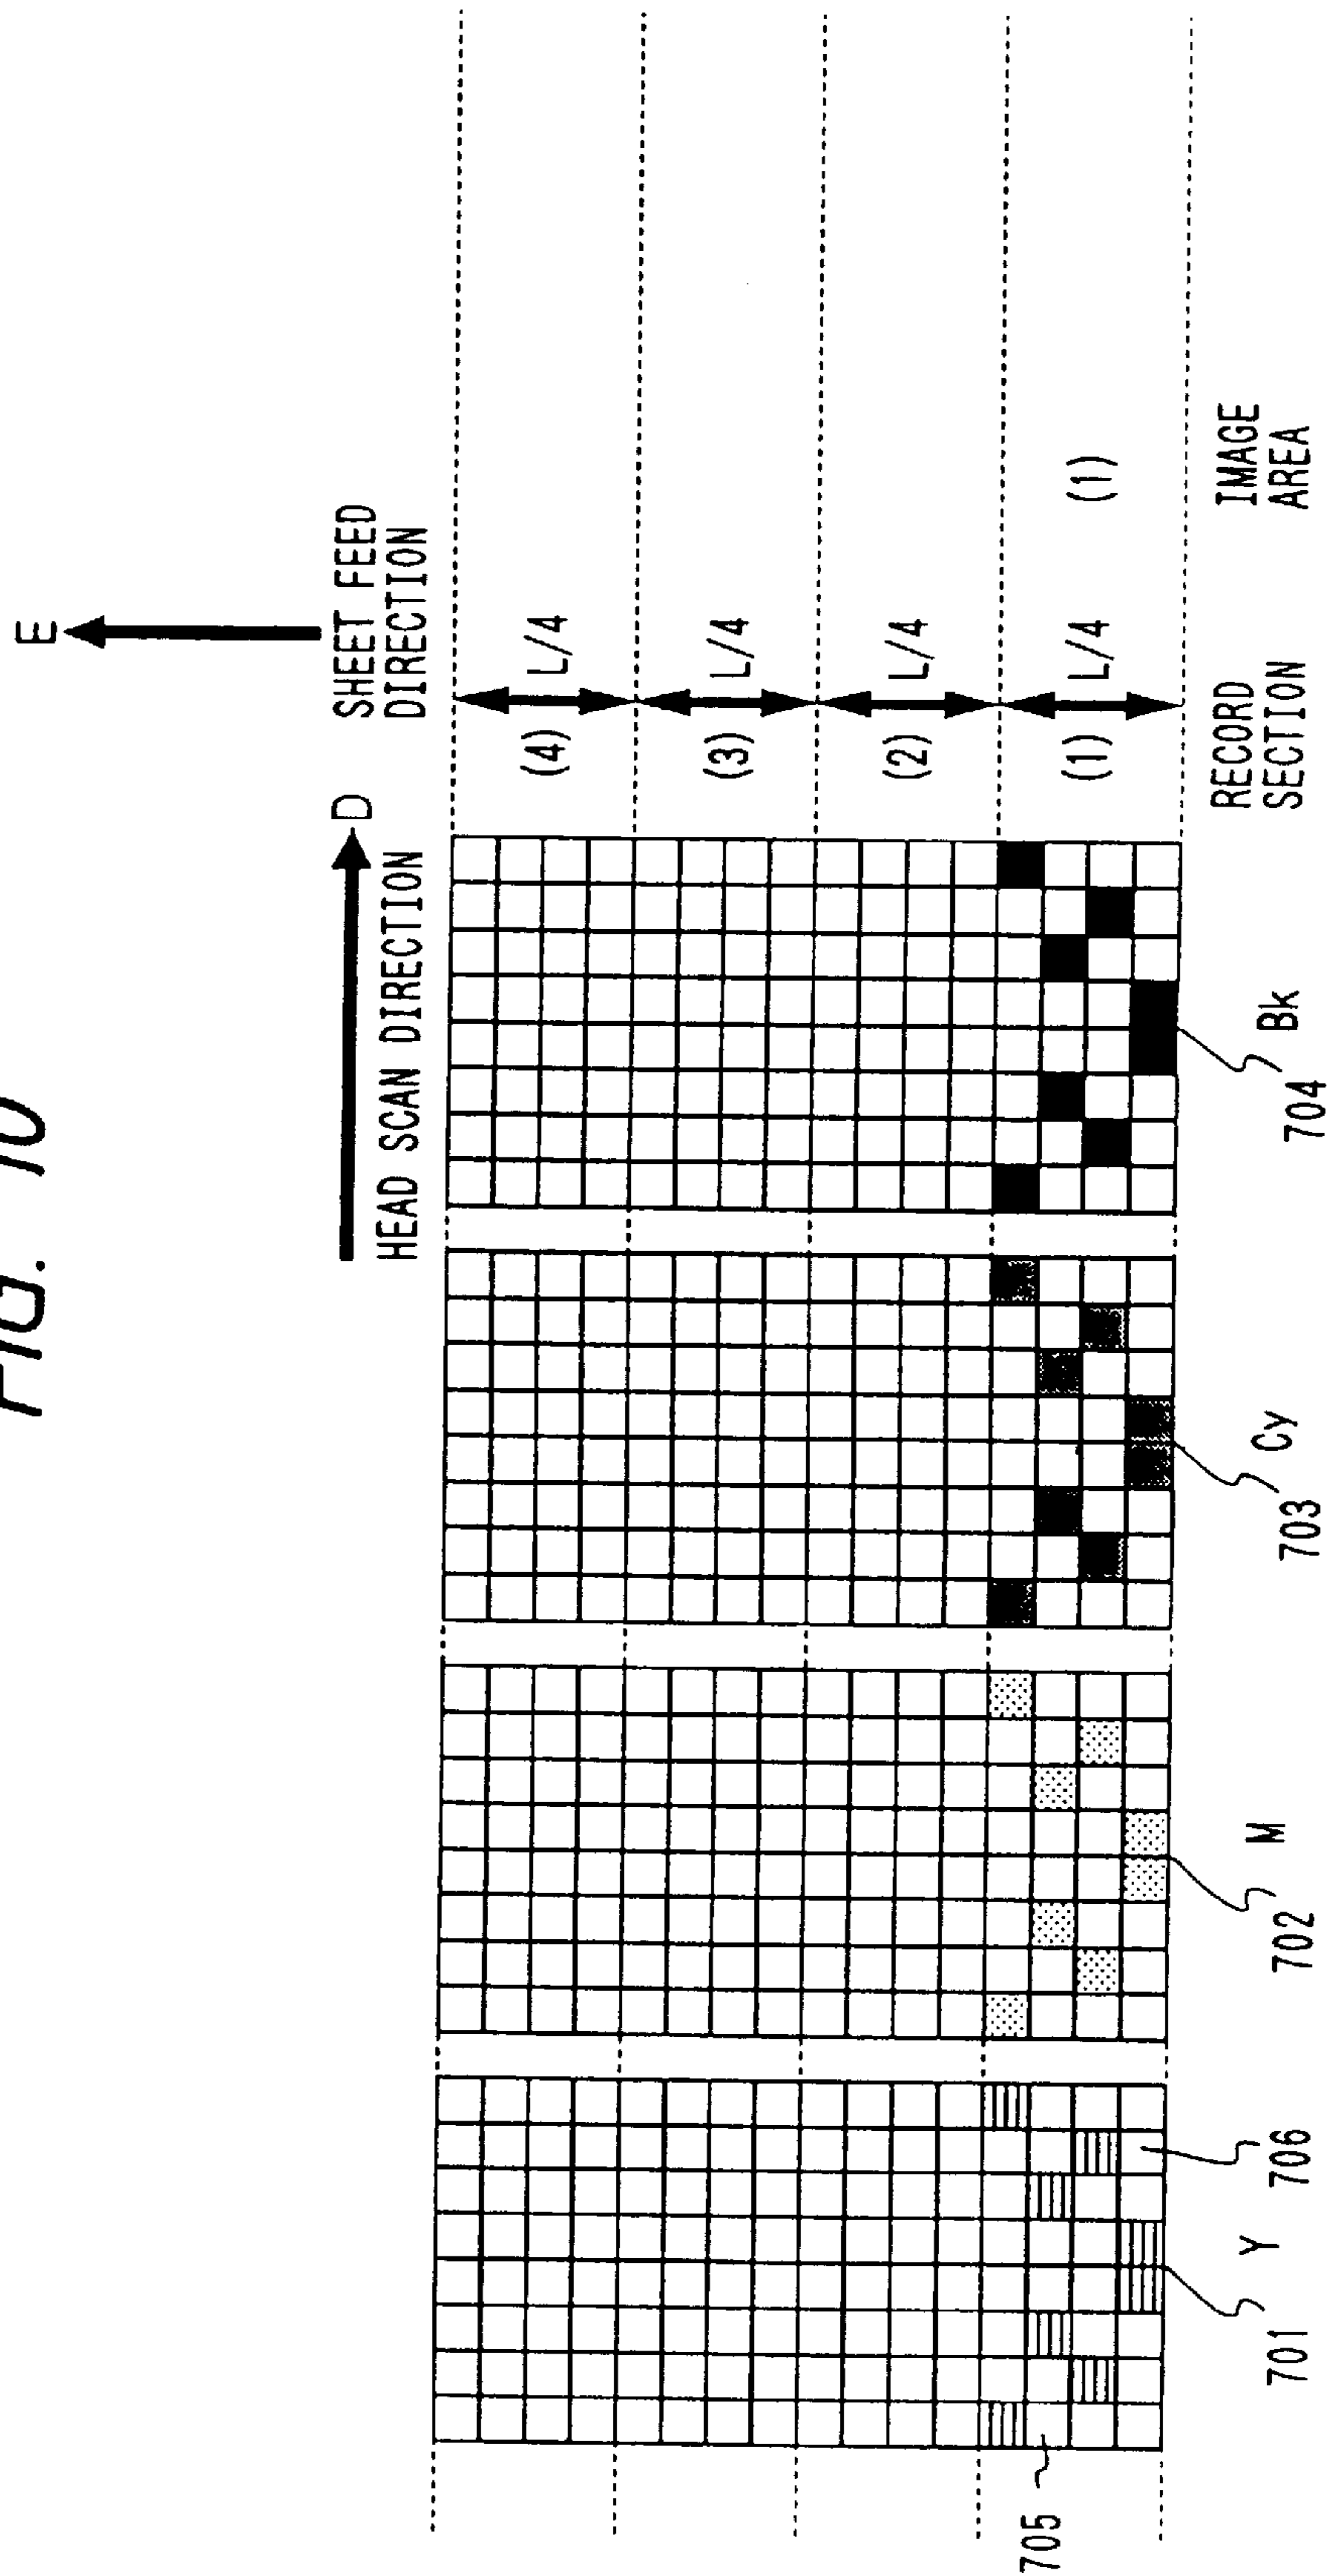 FIG. 10
E
SHEET FEED
DIRECTION
D
HEAD SCAN DIRECTION
(4) L/4
(3) L/4
(2) L/4
(1) L/4 (1)
RECORD
SECTION
IMAGE
AREA
705
701 Y 706
702 M
703 Cy
704 Bk